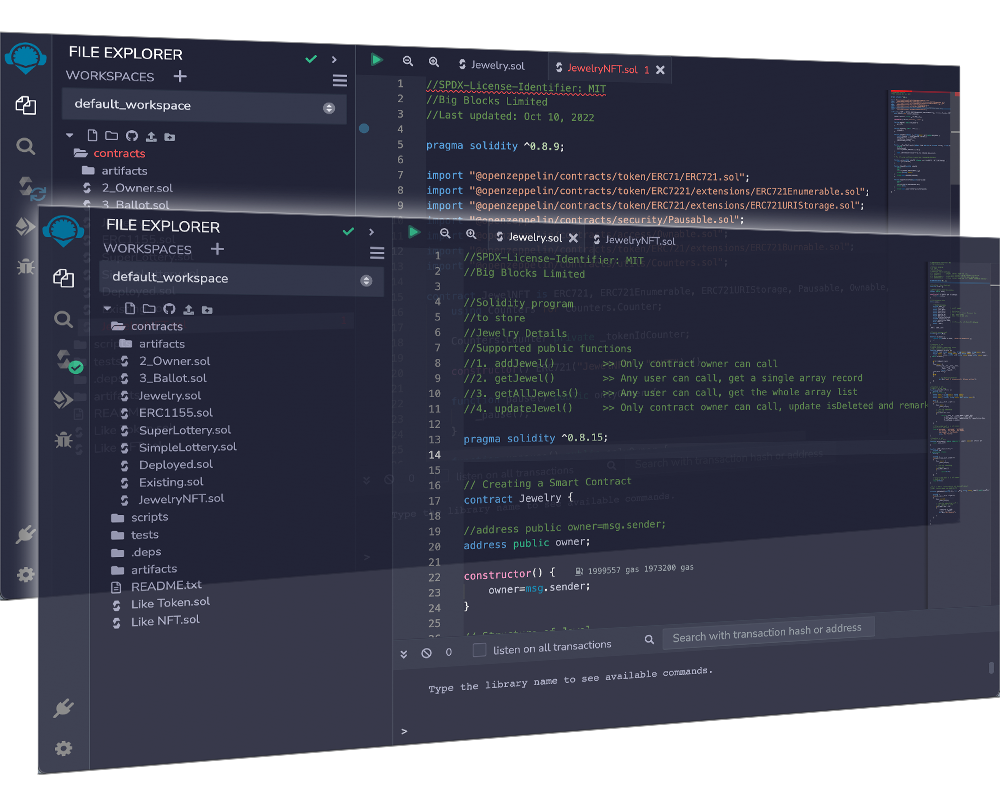 FILE EXPLORER
WORKSPACES +
default_workspace
contracts
artifacts
2_Owner.sol
3_Ballot.sol
Jewelry.sol
JewelryNFT.sol 1
1 //SPDX-License-Identifier: MIT
2 //Big Blocks Limited
3 //Last updated: Oct 10, 2022
4
5 pragma solidity ^0.8.9;
6
7 import "@openzeppelin/contracts/token/ERC71/ERC721.sol";
8 import "@openzeppelin/contracts/token/ERC7221/extensions/ERC721Enumerable.sol";
9 import "@openzeppelin/contracts/token/ERC721/extensions/ERC721URIStorage.sol";
import "@openzeppelin/contracts/security/Pausable.sol";
FILE EXPLORER
WORKSPACES +
default_workspace
contracts
artifacts
2_Owner.sol
3_Ballot.sol
Jewelry.sol
ERC1155.sol
SuperLottery.sol
SimpleLottery.sol
Deployed.sol
Existing.sol
JewelryNFT.sol
scripts
tests
.deps
artifacts
README.txt
Like Token.sol
Like NFT.sol
Jewelry.sol
JewelryNFT.sol
1 //SPDX-License-Identifier: MIT
2 //Big Blocks Limited
3
4 //Solidity program
5 //to store
6 //Jewelry Details
7 //Supported public functions
8 //1. addJewel() >> Only contract owner can call
9 //2. getJewel() >> Any user can call, get a single array record
10 //3. getAllJewels() >> Any user can call, get the whole array list
11 //4. updateJewel() >> Only contract owner can call, update isDeleted and remar
12
13 pragma solidity ^0.8.15;
14
15
16 // Creating a Smart Contract
17 contract Jewelry {
18
19 //address public owner=msg.sender;
20 address public owner;
21
22 constructor() { 1999557 gas 1973200 gas
23 owner=msg.sender;
24 }
25
0
listen on all transactions
Search with transaction hash or address
Type the library name to see available commands.
>